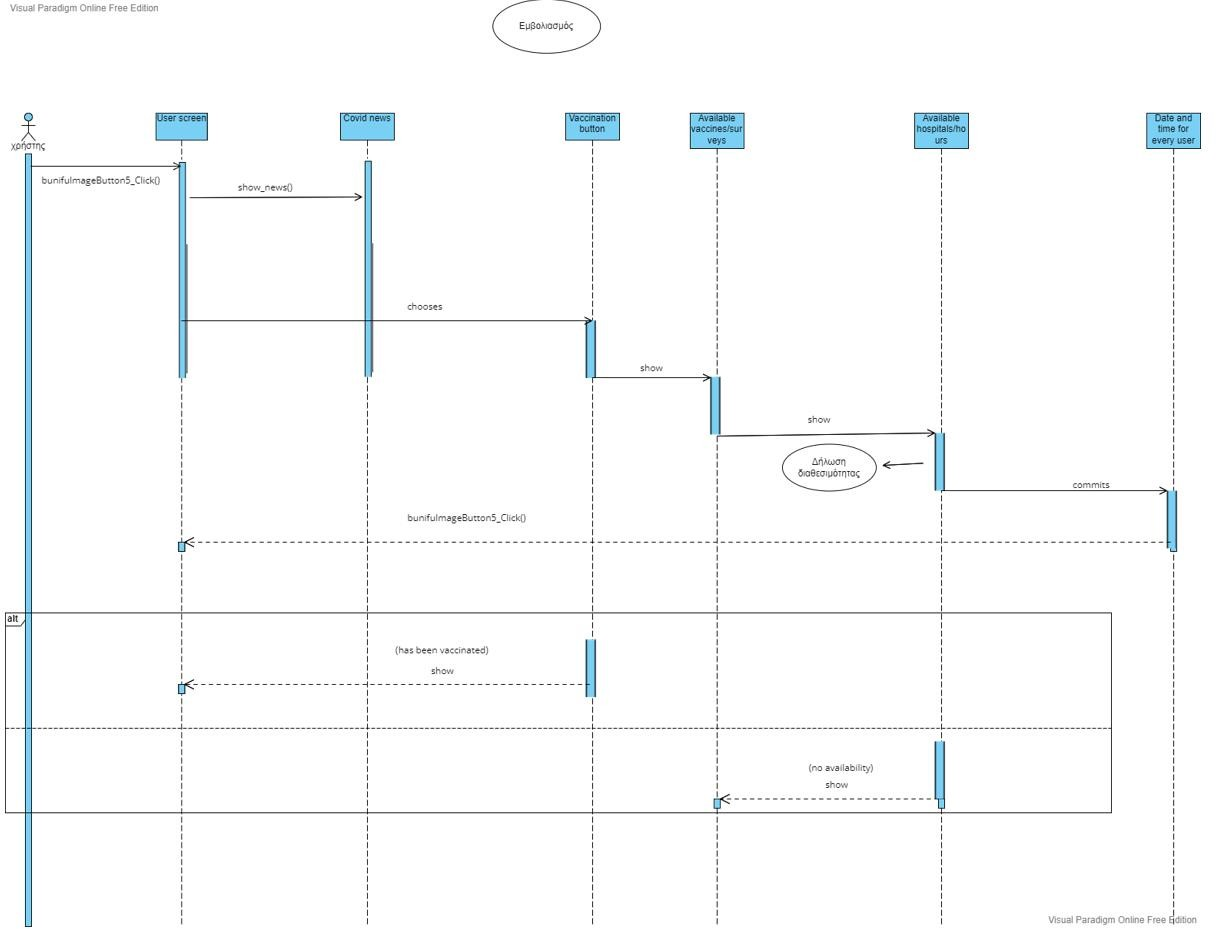 Visual Paradigm Online Free Edition
Εμβολιασμός
User screen
Covid news
Vaccination
button
Available
vaccines/sur
veys
Available
hospitals/ho
urs
Date and
time for
every user
χρήστης
bunifuImageButton5_Click()
show_news()
chooses
show
show
Δήλωση
διαθεσιμότητας
commits
bunifuImageButton5_Click()
alt
(has been vaccinated)
show
(no availability)
show
Visual Paradigm Online Free Edition